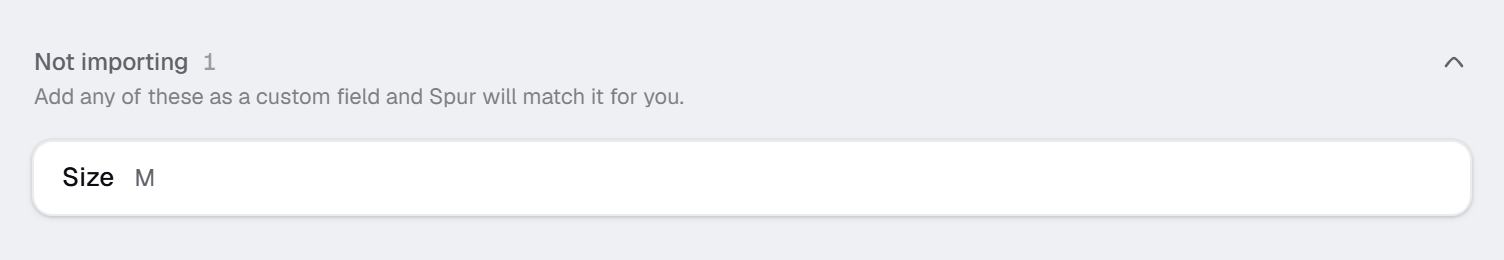 Not importing 1
Add any of these as a custom field and Spur will match it for you.
Size M